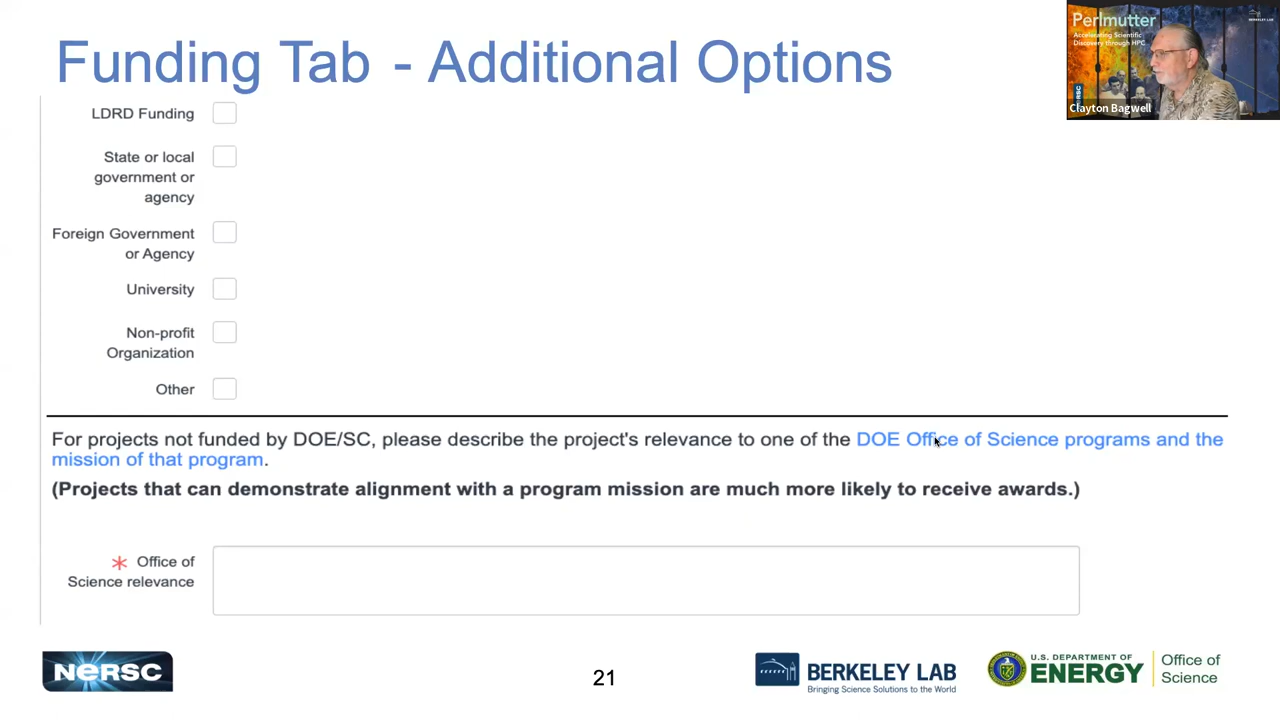 Funding Tab - Additional Options
Perlmutter
Accelerating Scientific
Discovery through HPC
BERKELEY LAB
NERSC
Clayton Bagwell
LDRD Funding
State or local
government or
agency
Foreign Government
or Agency
University
Non-profit
Organization
Other
For projects not funded by DOE/SC, please describe the project's relevance to one of the DOE Office of Science programs and the
mission of that program.
(Projects that can demonstrate alignment with a program mission are much more likely to receive awards.)
* Office of
Science relevance
NERSC
21
BERKELEY LAB
Bringing Science Solutions to the World
U.S. DEPARTMENT OF
ENERGY
Office of
Science